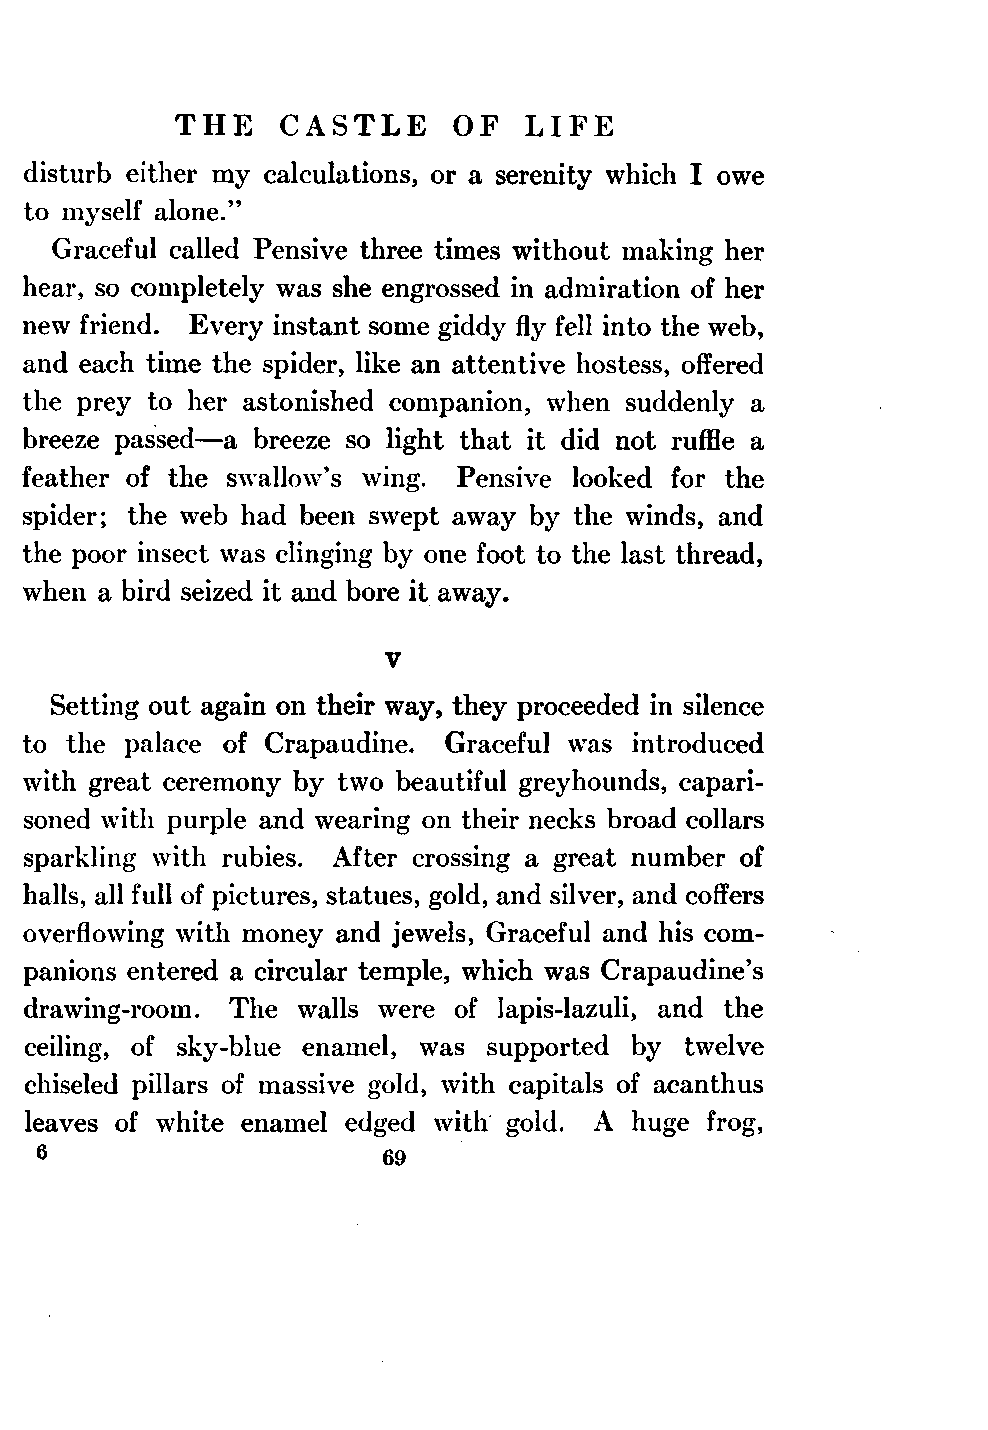 THE CASTLE OF LIFE
disturb either my calculations, or a serenity which I owe
to myself alone.”
Graceful called Pensive three times without making her
hear, so completely was she engrossed in admiration of her
new friend. Every instant some giddy fly fell into the web,
and each time the spider, like an attentive hostess, offered
the prey to her astonished companion, when suddenly a
breeze passed—a breeze so light that it did not ruffle a
feather of the swallow’s wing. Pensive looked for the
spider; the web had been swept away by the winds, and
the poor insect was clinging by one foot to the last thread,
when a bird seized it and bore it away.
V
Setting out again on their way, they proceeded in silence
to the palace of Crapaudine. Graceful was introduced
with great ceremony by two beautiful greyhounds, capari-
soned with purple and wearing on their necks broad collars
sparkling with rubies. After crossing a great number of
halls, all full of pictures, statues, gold, and silver, and coffers
overflowing with money and jewels, Graceful and his com-
panions entered a circular temple, which was Crapaudine’s
drawing-room. The walls were of lapis-lazuli, and the
ceiling, of sky-blue enamel, was supported by twelve
chiseled pillars of massive gold, with capitals of acanthus
leaves of white enamel edged with gold. A huge frog,
6 69